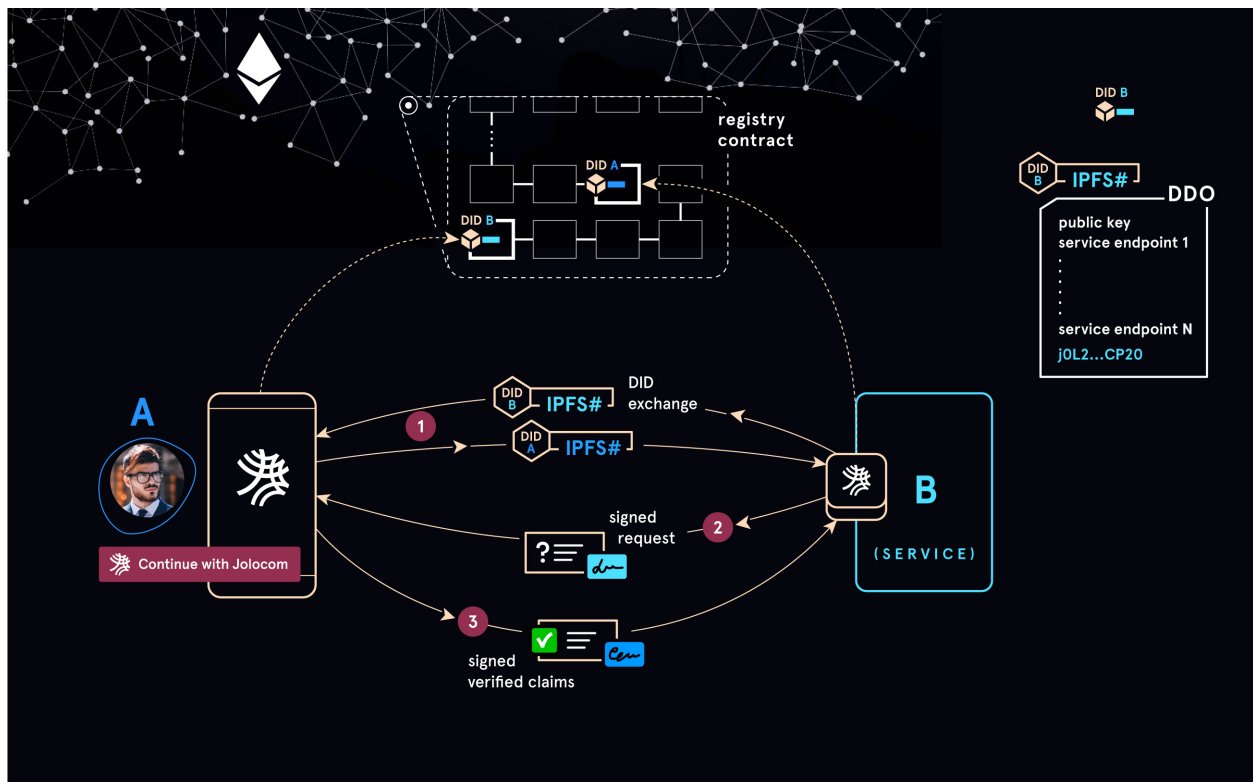 registry
contract
DID A
DID B
DID B
DID
B
IPFS#
DDO
public key
service endpoint 1
service endpoint N
j0L2...CP20
A
Continue with Jolocom
1
DID
B
IPFS#
DID
exchange
DID
A
IPFS#
signed
request
2
?
3
signed
verified claims
B
(SERVICE)